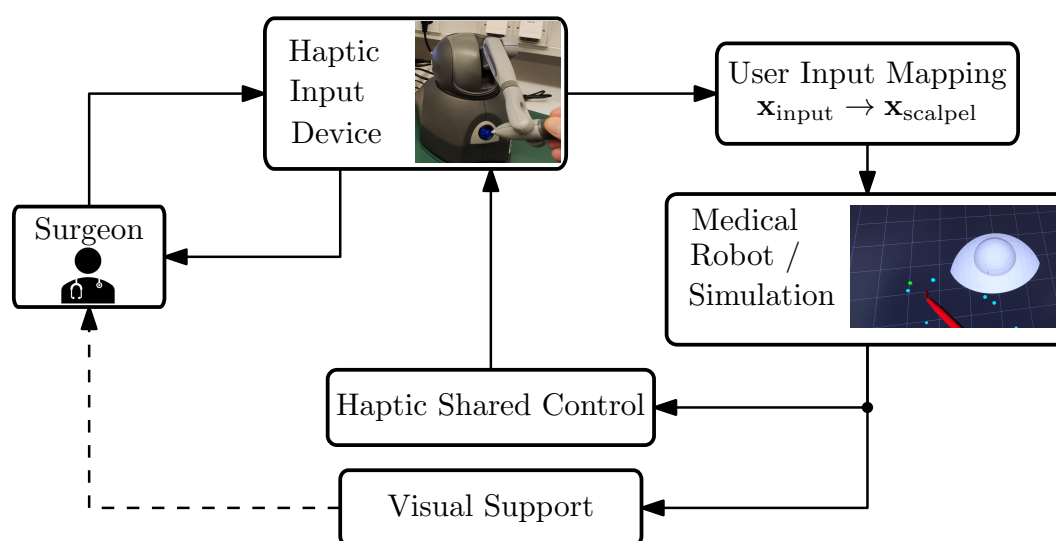 Haptic
Input
Device
User Input Mapping
𝐱_input → 𝐱_scalpel
Surgeon
Medical
Robot /
Simulation
Haptic Shared Control
Visual Support